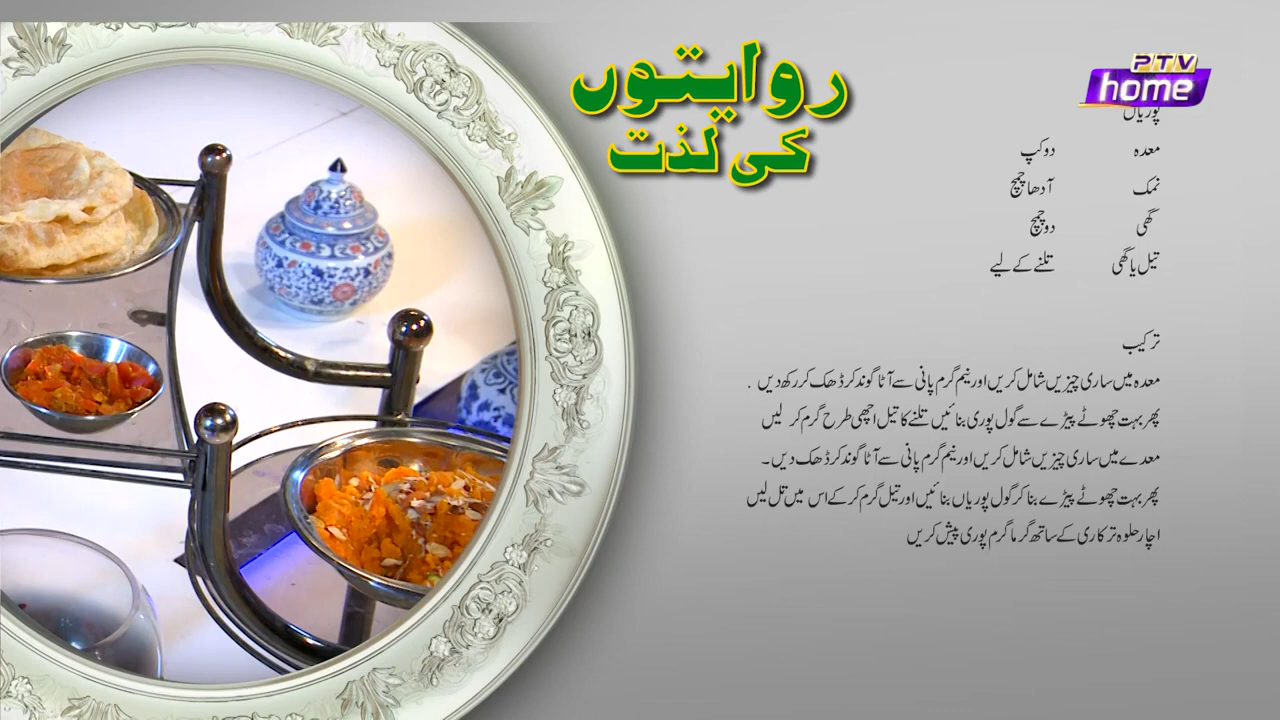 روایتوں
کی لذت
PTV
home
پوریاں
معدہ دو کپ
نمک آدھا چمچ
گھی دو چمچ
تیل یا گھی تلنے کے لیے
ترکیب
معدہ میں ساری چیزیں شامل کریں اور نیم گرم پانی سے آٹا گوند کر ڈھک کر رکھ دیں .
پھر بہت چھوٹے پیڑے سے گول پوری بنائیں تلنے کا تیل اچھی طرح گرم کر لیں
معدے میں ساری چیزیں شامل کریں اور نیم گرم پانی سے آٹا گوند کر ڈھک دیں۔
پھر بہت چھوٹے پیڑے بنا کر گول پوریاں بنائیں اور تیل گرم کر کے اس میں تل لیں
اچار حلوہ ترکاری کے ساتھ گرما گرم پوری پیش کریں